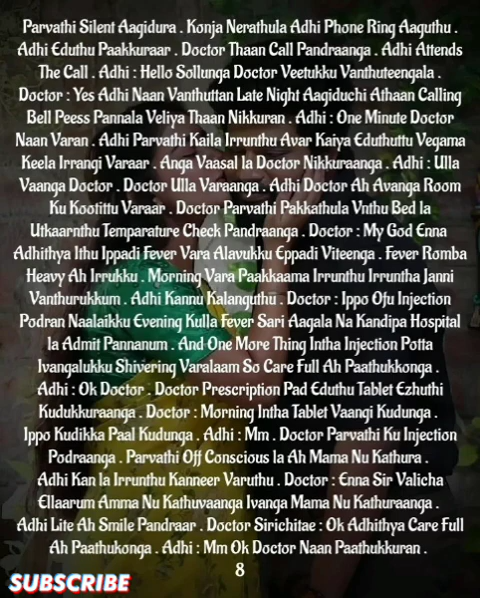 Parvathi Silent Aagidura . Konja Nerathula Adhi Phone Ring Aaguthu .
Adhi Eduthu Paakkuraar . Doctor Thaan Call Pandraanga . Adhi Attends
The Call . Adhi : Hello Sollunga Doctor Veetukku Vanthuteengala .
Doctor : Yes Adhi Naan Vanthuttan Late Night Aagiduchi Athaan Calling
Bell Peess Pannala Veliya Thaan Nikkuran . Adhi : One Minute Doctor
Naan Varan . Adhi Parvathi Kaila Irrunthu Avar Kaiya Eduthuttu Vegama
Keela Irrangi Varaar . Anga Vaasal la Doctor Nikkuraanga . Adhi : Ulla
Vaanga Doctor . Doctor Ulla Varaanga . Adhi Doctor Ah Avanga Room
Ku Kootittu Varaar . Doctor Parvathi Pakkathula Vnthu Bed la
Utkaarnthu Temparature Check Pandraanga . Doctor : My God Enna
Adhithya Ithu Ippadi Fever Vara Alavukku Eppadi Viteenga . Fever Romba
Heavy Ah Irrukku . Morning Vara Paakkaama Irrunthu Irruntha Janni
Vanthurukkum . Adhi Kannu Kalanguthu . Doctor : Ippo Ofu Injection
Podran Naalaikku Evening Kulla Fever Sari Aagala Na Kandipa Hospital
la Admit Pannanum . And One More Thing Intha Injection Potta
Ivangalukku Shivering Varalaam So Care Full Ah Paathukkonga .
Adhi : Ok Doctor . Doctor Prescription Pad Eduthu Tablet Ezhuthi
Kudukkuraanga . Doctor : Morning Intha Tablet Vaangi Kudunga .
Ippo Kudikka Paal Kudunga . Adhi : Mm . Doctor Parvathi Ku Injection
Podraanga . Parvathi Off Conscious la Ah Mama Nu Kathura .
Adhi Kan la Irrunthu Kanneer Varuthu . Doctor : Enna Sir Valicha
Ellaarum Amma Nu Kathuvaanga Ivanga Mama Nu Kathuraanga .
Adhi Lite Ah Smile Pandraar . Doctor Sirichitae : Ok Adhithya Care Full
Ah Paathukonga . Adhi : Mm Ok Doctor Naan Paathukkuran .
8
SUBSCRIBE